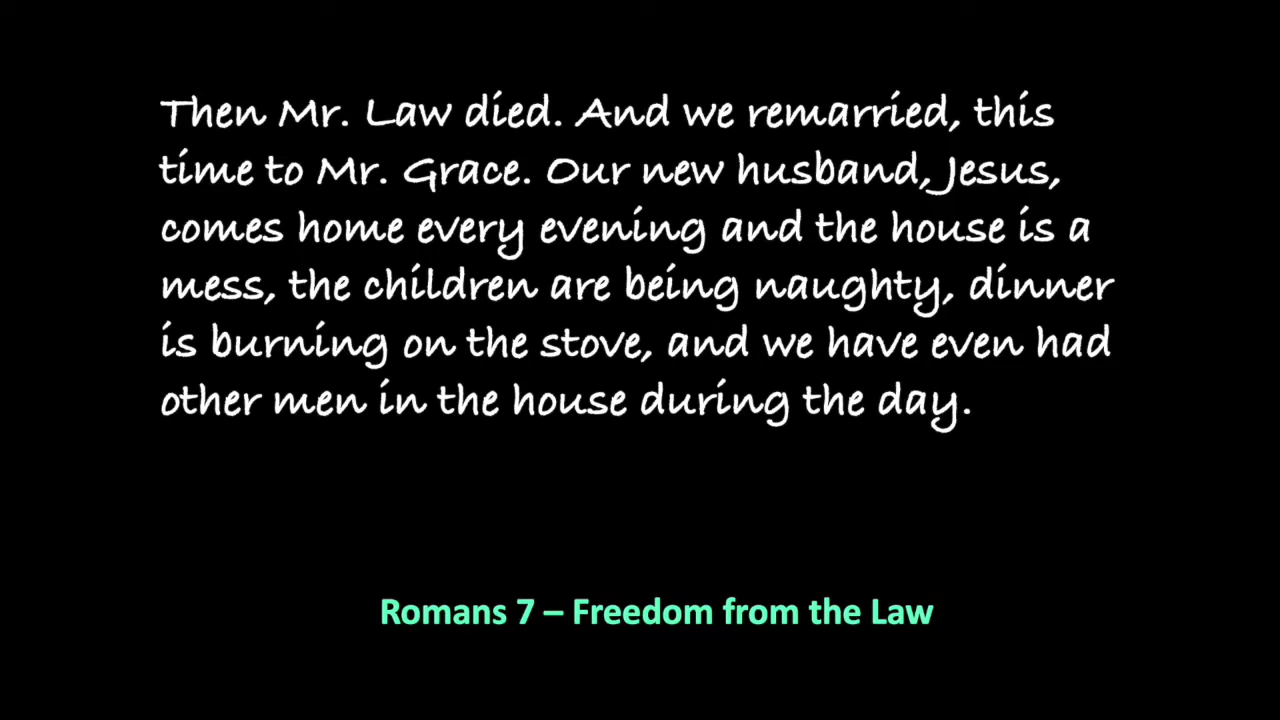 Then Mr. Law died. And we remarried, this
time to Mr. Grace. Our new husband, Jesus,
comes home every evening and the house is a
mess, the children are being naughty, dinner
is burning on the stove, and we have even had
other men in the house during the day.
Romans 7 – Freedom from the Law